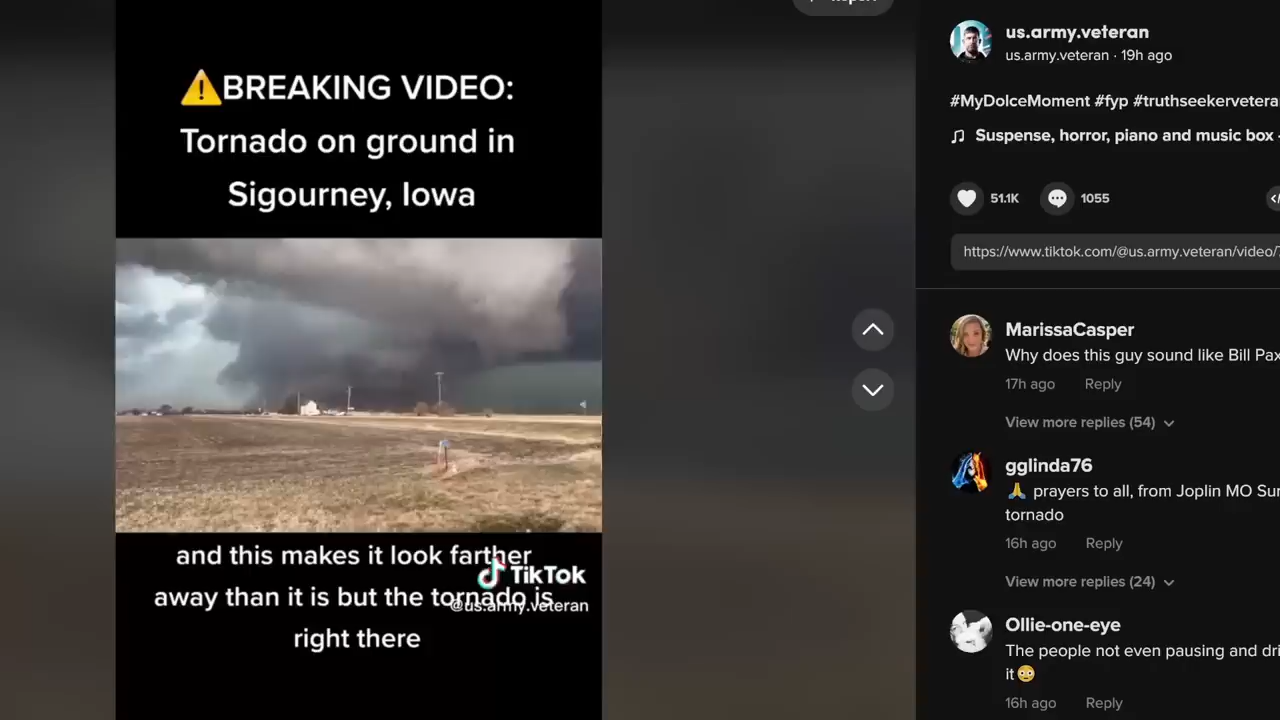 ⚠️BREAKING VIDEO:
Tornado on ground in
Sigourney, Iowa
and this makes it look farther
away than it is but the tornado is
right there
TikTok
@us.army.veteran
us.army.veteran
us.army.veteran · 19h ago
#MyDolceMoment #fyp #truthseekervetera
♫ Suspense, horror, piano and music box
51.1K
1055
https://www.tiktok.com/@us.army.veteran/video/
MarissaCasper
Why does this guy sound like Bill Pax
17h ago Reply
View more replies (54)
gglinda76
🙏 prayers to all, from Joplin MO Sur
tornado
16h ago Reply
View more replies (24)
Ollie-one-eye
The people not even pausing and dri
it😳
16h ago Reply